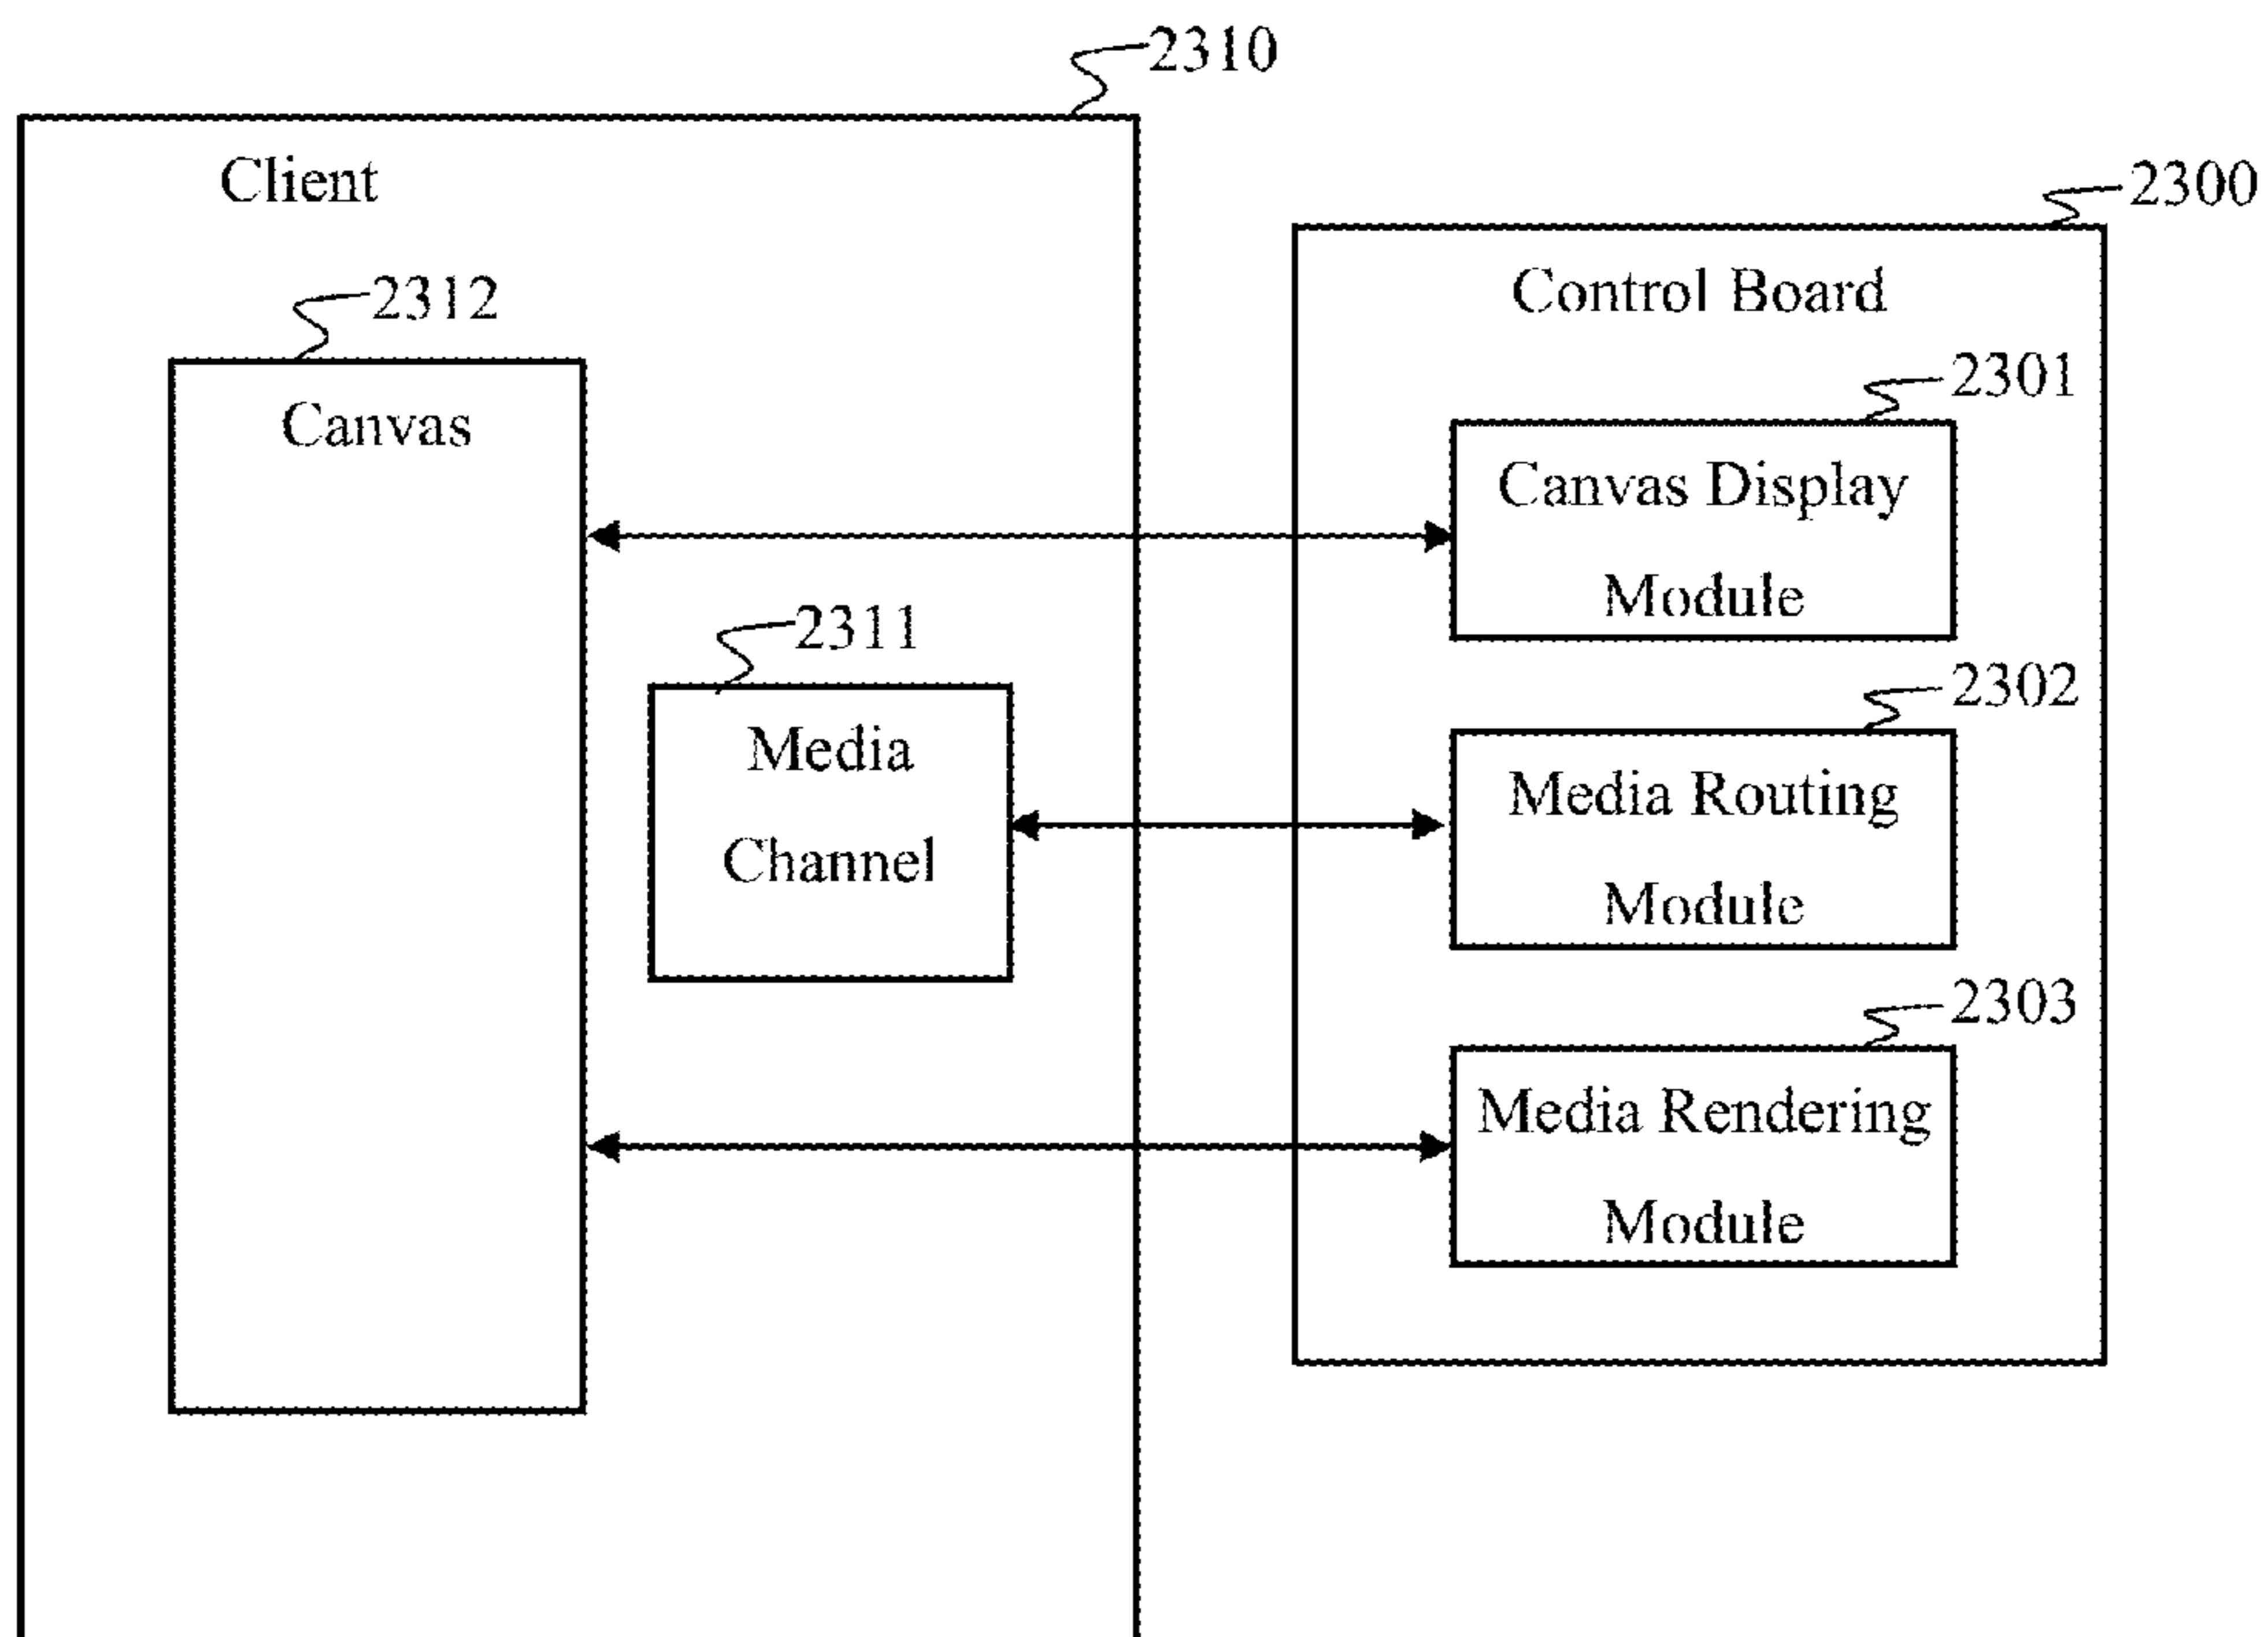 2310
Client
2300
Control Board
2312
Canvas
2301
Canvas Display
Module
2311
Media
Channel
2302
Media Routing
Module
2303
Media Rendering
Module